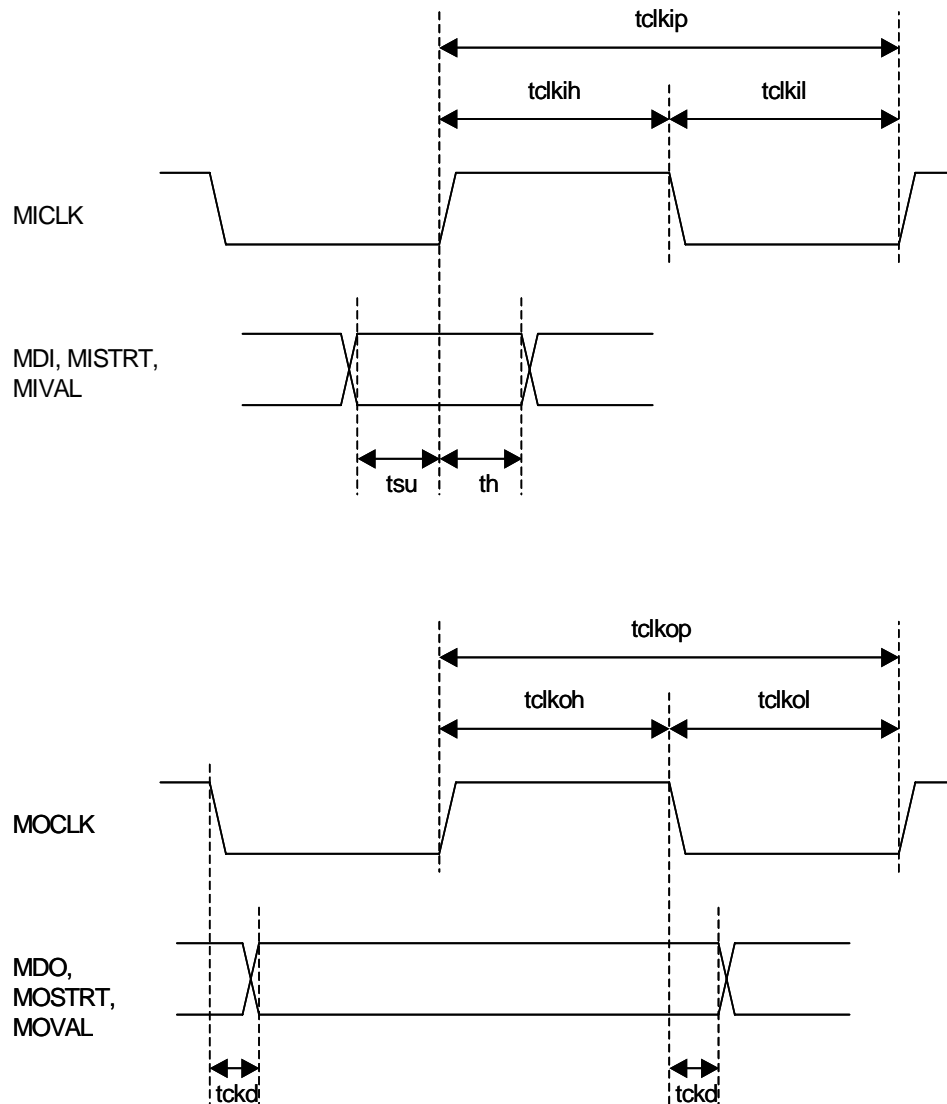 tclkip
tclkih
tclkil
MICLK
MDI, MISTRT,
MIVAL
tsu
th
tclkop
tclkoh
tclkol
MOCLK
MDO,
MOSTRT,
MOVAL
tckd
tckd